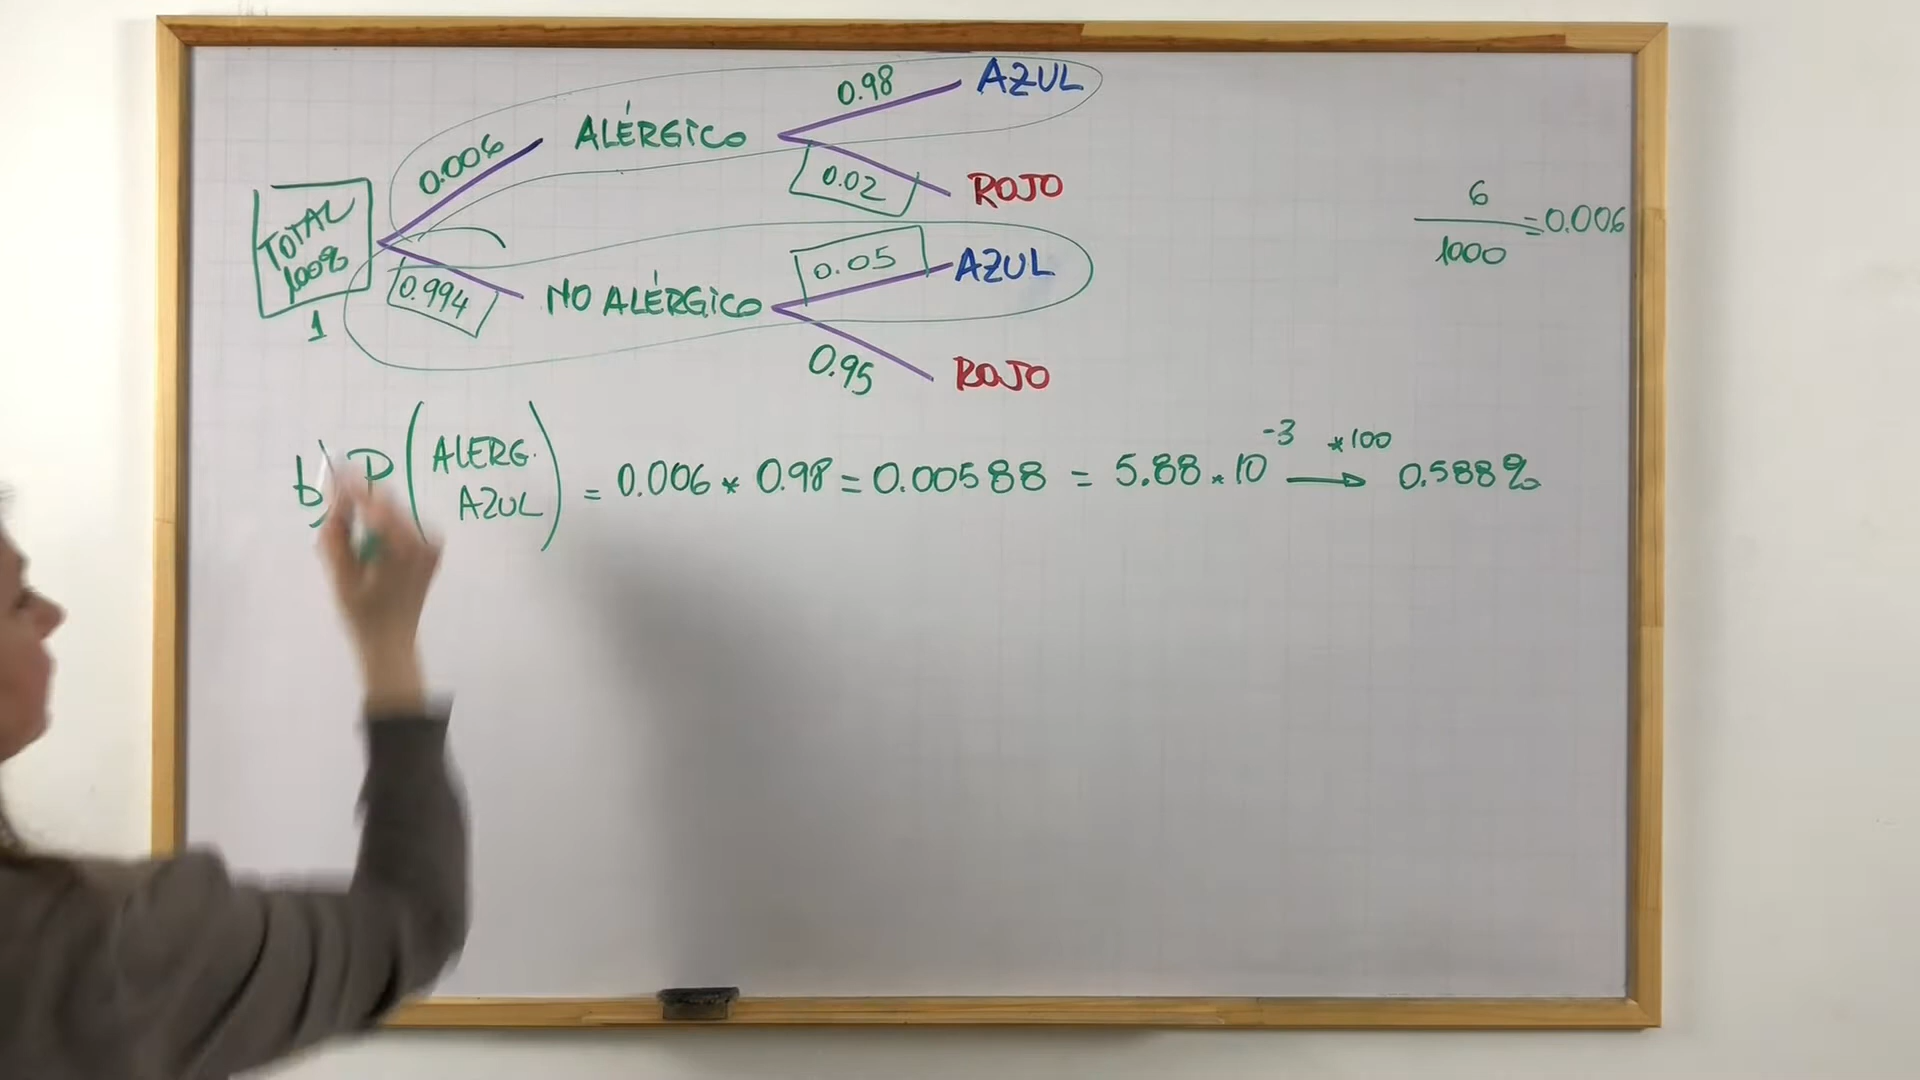 0.98 AZUL
0.006 ALÉRGICO
0.02 ROJO
TOTAL
100%
1
0.05 AZUL
0.994 NO ALÉRGICO
0.95 ROJO
6
1000
=0.006
b) P ( ALERG.
AZUL ) = 0.006 * 0.98 = 0.00588 = 5.88 * 10^-3 *100 → 0.588%